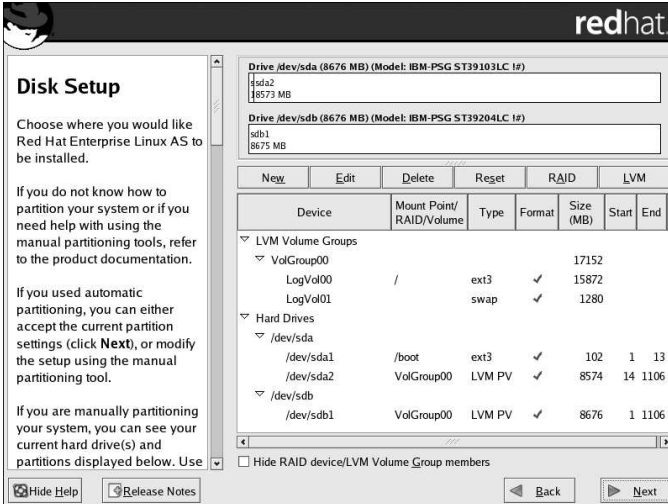 redhat.
Disk Setup
Choose where you would like
Red Hat Enterprise Linux AS to
be installed.
If you do not know how to
partition your system or if you
need help with using the
manual partitioning tools, refer
to the product documentation.
If you used automatic
partitioning, you can either
accept the current partition
settings (click Next), or modify
the setup using the manual
partitioning tool.
If you are manually partitioning
your system, you can see your
current hard drive(s) and
partitions displayed below. Use
Drive /dev/sda (8676 MB) (Model: IBM-PSG ST39103LC !#)
sda2
8573 MB
Drive /dev/sdb (8676 MB) (Model: IBM-PSG ST39204LC !#)
sdb1
8675 MB
New Edit Delete Reset RAID LVM
Device Mount Point/ RAID/Volume Type Format Size (MB) Start End
LVM Volume Groups
VolGroup00 17152
LogVol00 / ext3 ✓ 15872
LogVol01 swap ✓ 1280
Hard Drives
/dev/sda
/dev/sda1 /boot ext3 ✓ 102 1 13
/dev/sda2 VolGroup00 LVM PV ✓ 8574 14 1106
/dev/sdb
/dev/sdb1 VolGroup00 LVM PV ✓ 8676 1 1106
Hide RAID device/LVM Volume Group members
Hide Help Release Notes Back Next